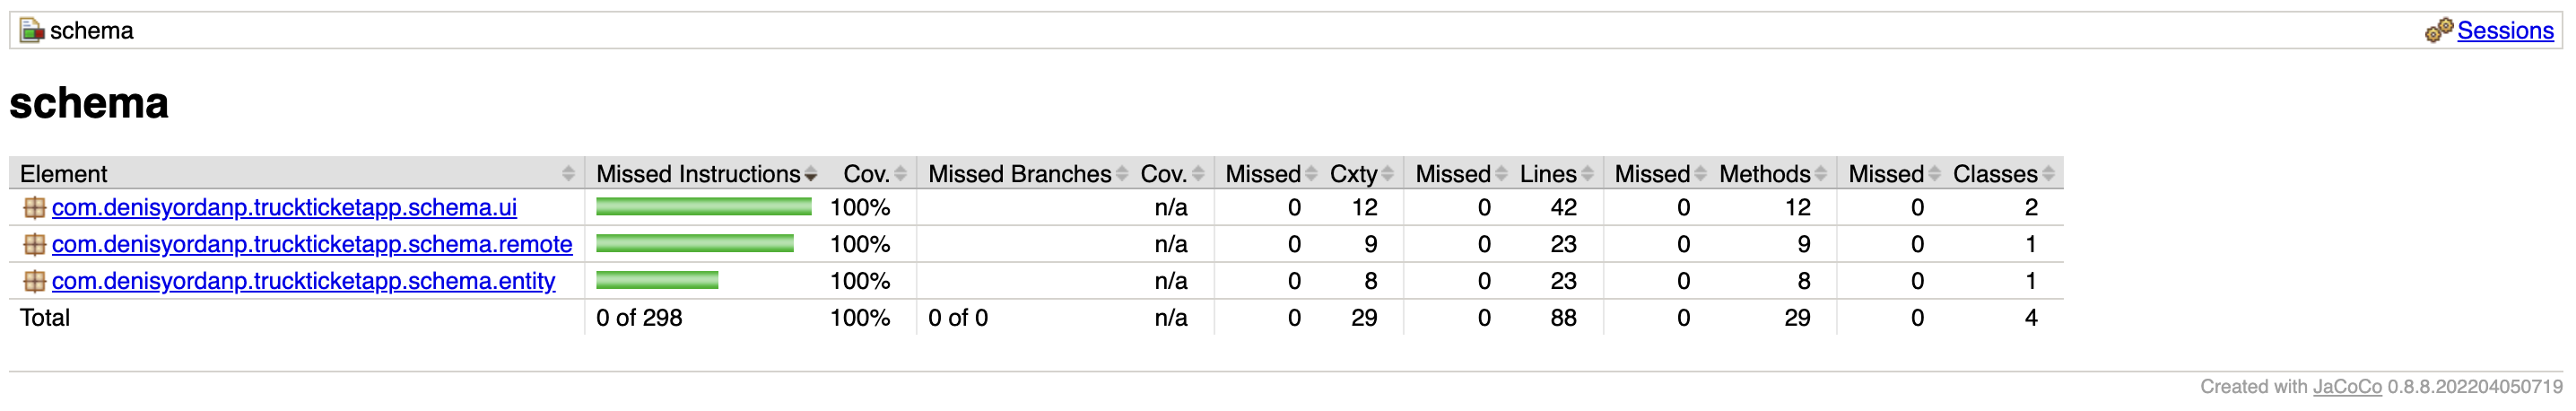 schema Sessions
schema
Element Missed Instructions Cov. Missed Branches Cov. Missed Cxty Missed Lines Missed Methods Missed Classes
com.denisyordanp.truckticketapp.schema.ui 100% n/a 0 12 0 42 0 12 0 2
com.denisyordanp.truckticketapp.schema.remote 100% n/a 0 9 0 23 0 9 0 1
com.denisyordanp.truckticketapp.schema.entity 100% n/a 0 8 0 23 0 8 0 1
Total 0 of 298 100% 0 of 0 n/a 0 29 0 88 0 29 0 4
Created with JaCoCo 0.8.8.202204050719